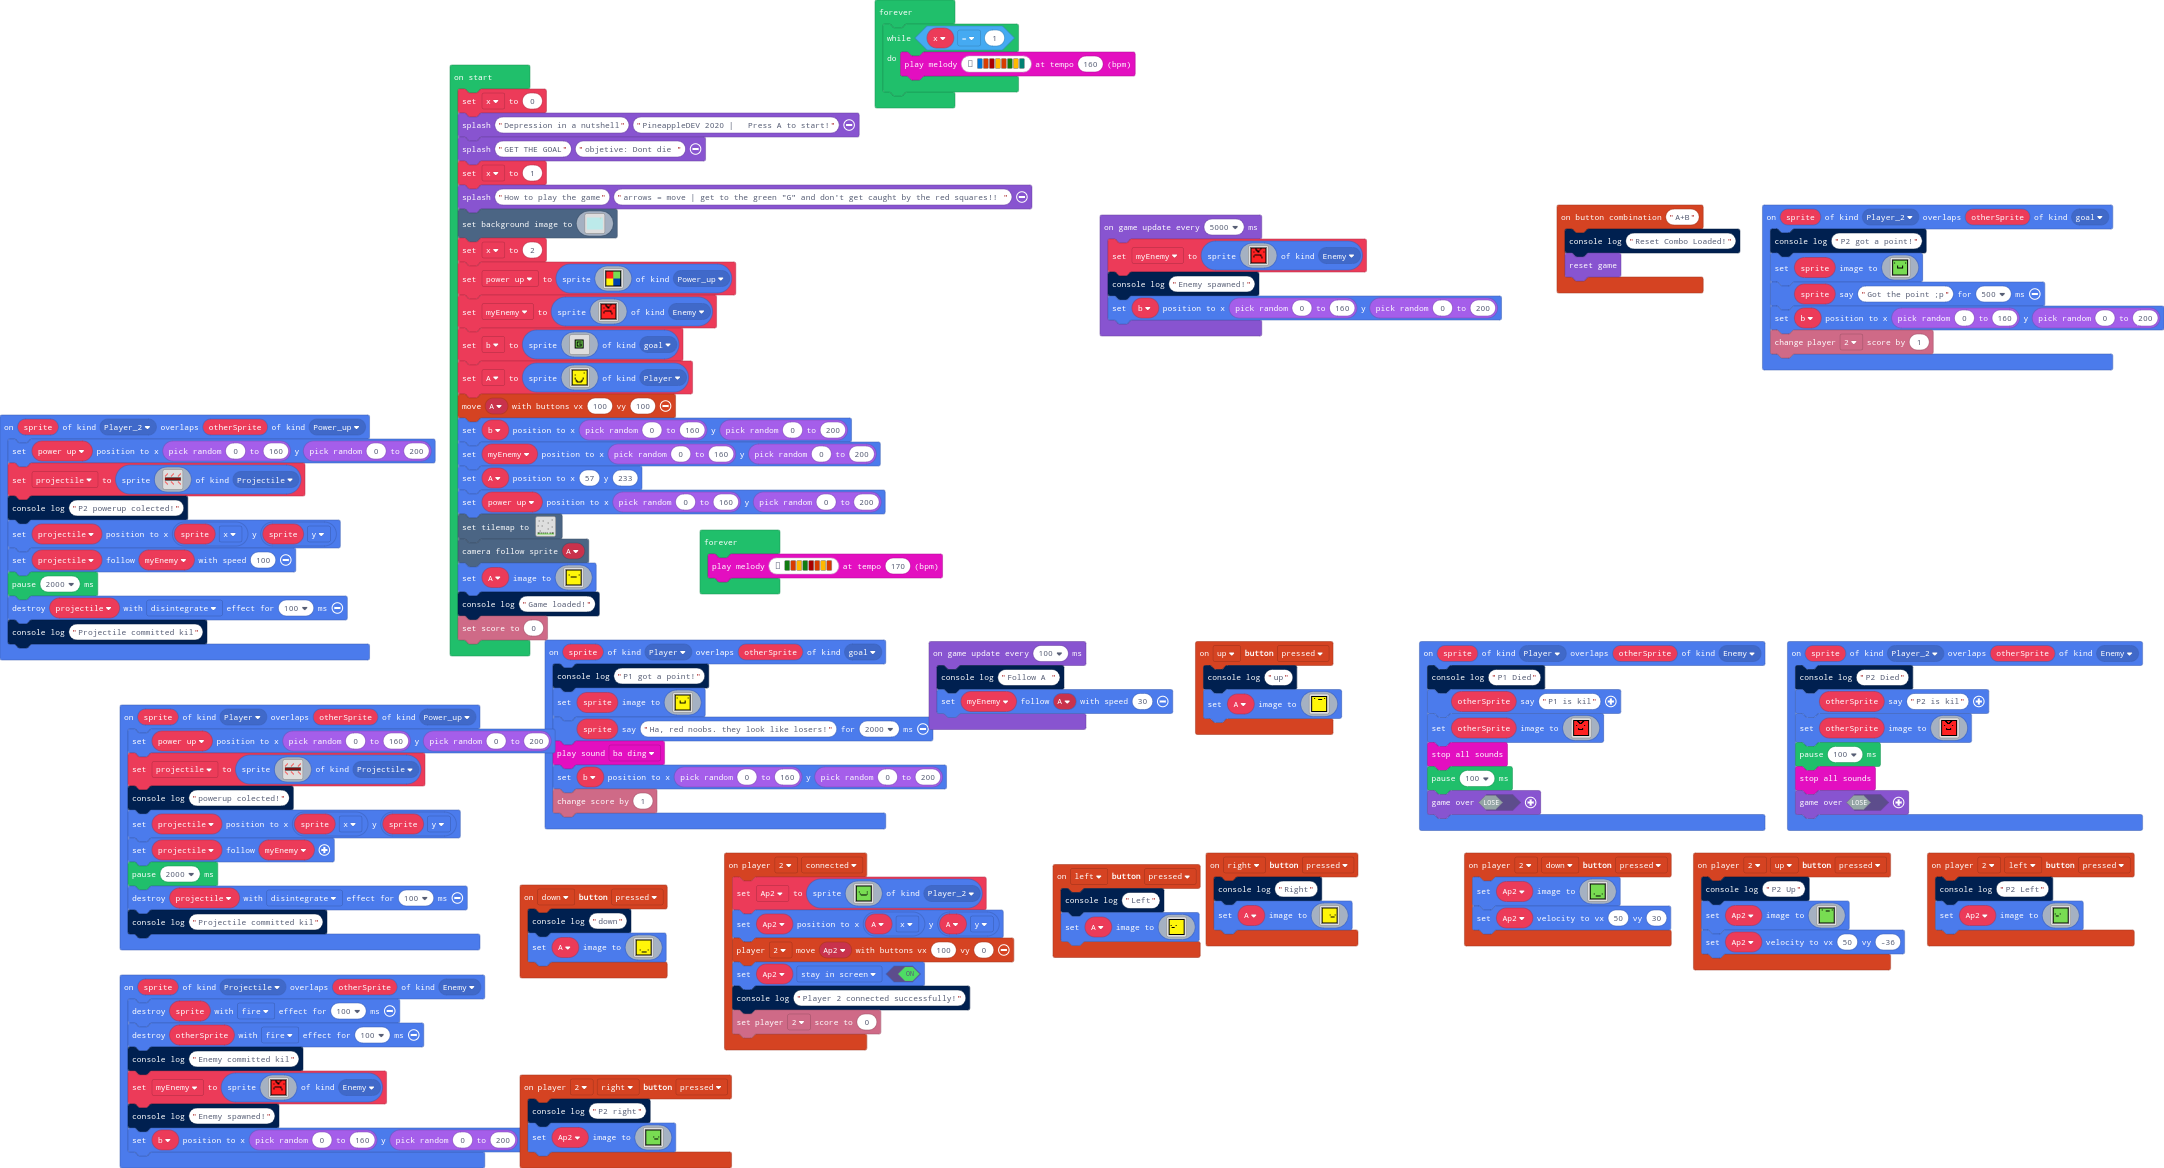 forever
while x = 1
do play melody at tempo 160 (bpm)
on start
set x to 0
splash "Depression in a nutshell" "PineappleDEV 2020 | Press A to start!"
splash "GET THE GOAL" "objetive: Dont die "
set x to 1
splash "How to play the game" "arrows = move | get to the green "G" and don't get caught by the red squares!! "
set background image to
set x to 2
set power up to sprite of kind Power_up
set myEnemy to sprite of kind Enemy
set b to sprite of kind goal
set A to sprite of kind Player
move A with buttons vx 100 vy 100
set b position to x pick random 0 to 160 y pick random 0 to 200
set myEnemy position to x pick random 0 to 160 y pick random 0 to 200
set A position to x 57 y 233
set power up position to x pick random 0 to 160 y pick random 0 to 200
set tilemap to
camera follow sprite A
set A image to
console log "Game loaded!"
set score to 0
on game update every 5000 ms
set myEnemy to sprite of kind Enemy
console log "Enemy spawned!"
set b position to x pick random 0 to 160 y pick random 0 to 200
on button combination "A+B"
console log "Reset Combo Loaded!"
reset game
on sprite of kind Player_2 overlaps otherSprite of kind goal
console log "P2 got a point!"
set sprite image to
sprite say "Got the point ;p" for 500 ms
set b position to x pick random 0 to 160 y pick random 0 to 200
change player 2 score by 1
on sprite of kind Player_2 overlaps otherSprite of kind Power_up
set power up position to x pick random 0 to 160 y pick random 0 to 200
set projectile to sprite of kind Projectile
console log "P2 powerup colected!"
set projectile position to x sprite x y sprite y
set projectile follow myEnemy with speed 100
pause 2000 ms
destroy projectile with disintegrate effect for 100 ms
console log "Projectile committed kil"
forever
play melody at tempo 170 (bpm)
on sprite of kind Player overlaps otherSprite of kind goal
console log "P1 got a point!"
set sprite image to
sprite say "Ha, red noobs. they look like losers!" for 2000 ms
play sound ba ding
set b position to x pick random 0 to 160 y pick random 0 to 200
change score by 1
on game update every 100 ms
console log "Follow A "
set myEnemy follow A with speed 30
on up button pressed
console log "up"
set A image to
on sprite of kind Player overlaps otherSprite of kind Enemy
console log "P1 Died"
otherSprite say "P1 is kil"
set otherSprite image to
stop all sounds
pause 100 ms
game over LOSE
on sprite of kind Player_2 overlaps otherSprite of kind Enemy
console log "P2 Died"
otherSprite say "P2 is kil"
set otherSprite image to
pause 100 ms
stop all sounds
game over LOSE
on sprite of kind Player overlaps otherSprite of kind Power_up
set power up position to x pick random 0 to 160 y pick random 0 to 200
set projectile to sprite of kind Projectile
console log "powerup colected!"
set projectile position to x sprite x y sprite y
set projectile follow myEnemy
pause 2000 ms
destroy projectile with disintegrate effect for 100 ms
console log "Projectile committed kil"
on down button pressed
console log "down"
set A image to
on player 2 connected
set Ap2 to sprite of kind Player_2
set Ap2 position to x A x y A y
player 2 move Ap2 with buttons vx 100 vy 0
set Ap2 stay in screen ON
console log "Player 2 connected successfully!"
set player 2 score to 0
on left button pressed
console log "Left"
set A image to
on right button pressed
console log "Right"
set A image to
on player 2 down button pressed
set Ap2 image to
set Ap2 velocity to vx 50 vy 30
on player 2 up button pressed
console log "P2 Up"
set Ap2 image to
set Ap2 velocity to vx 50 vy -36
on player 2 left button pressed
console log "P2 Left"
set Ap2 image to
on sprite of kind Projectile overlaps otherSprite of kind Enemy
destroy sprite with fire effect for 100 ms
destroy otherSprite with fire effect for 100 ms
console log "Enemy committed kil"
set myEnemy to sprite of kind Enemy
console log "Enemy spawned!"
set b position to x pick random 0 to 160 y pick random 0 to 200
on player 2 right button pressed
console log "P2 right"
set Ap2 image to